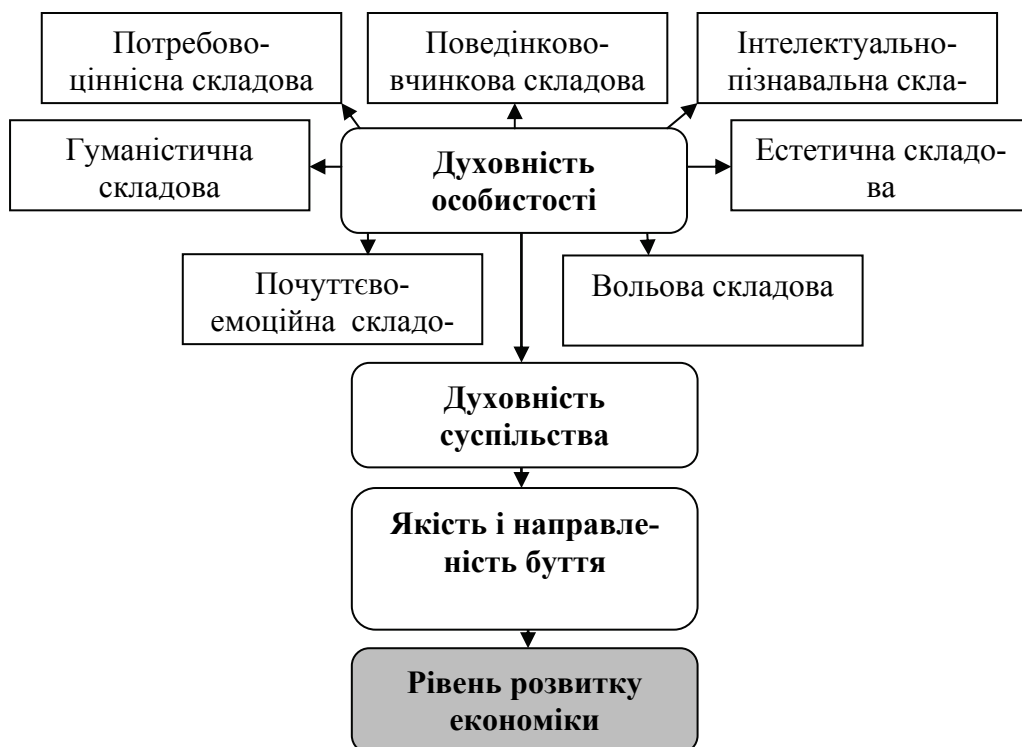 Потребово-
ціннісна складова
Поведінково-
вчинкова складова
Інтелектуально-
пізнавальна скла-
Гуманістична
складова
Духовність
особистості
Естетична складо-
ва
Почуттєво-
емоційна складо-
Вольова складова
Духовність
суспільства
Якість і направле-
ність буття
Рівень розвитку
економіки